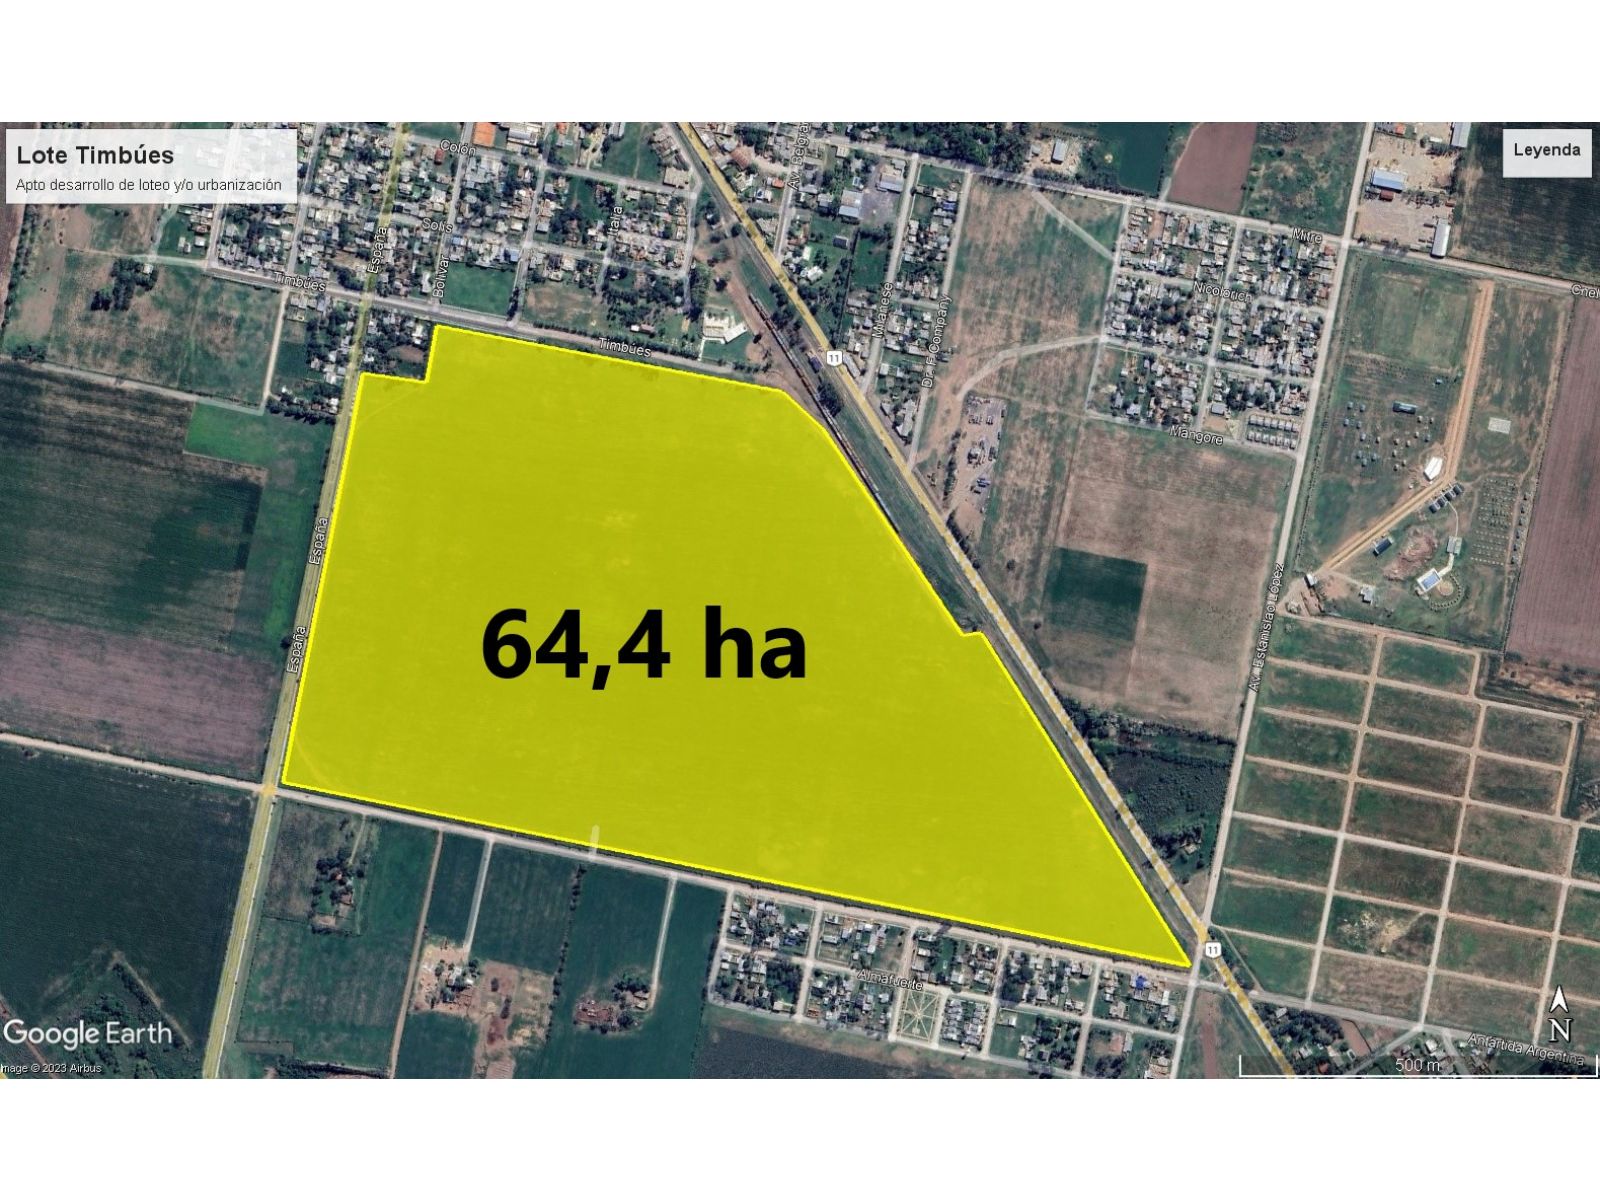 Lote Timbúes
Apto desarrollo de loteo y/o urbanización
Leyenda
Colón
Av. Belgrano
Solís
Italia
España
Bolívar
Mitre
Cnel
Timbúes
Nicolorich
Milanese
Timbúes
11
Dr. F. Company
Mangore
España
Av. Estanislao López
64,4 ha
España
11
Almafuerte
N
Google Earth
Antártida Argentina
500 m
Image © 2023 Airbus